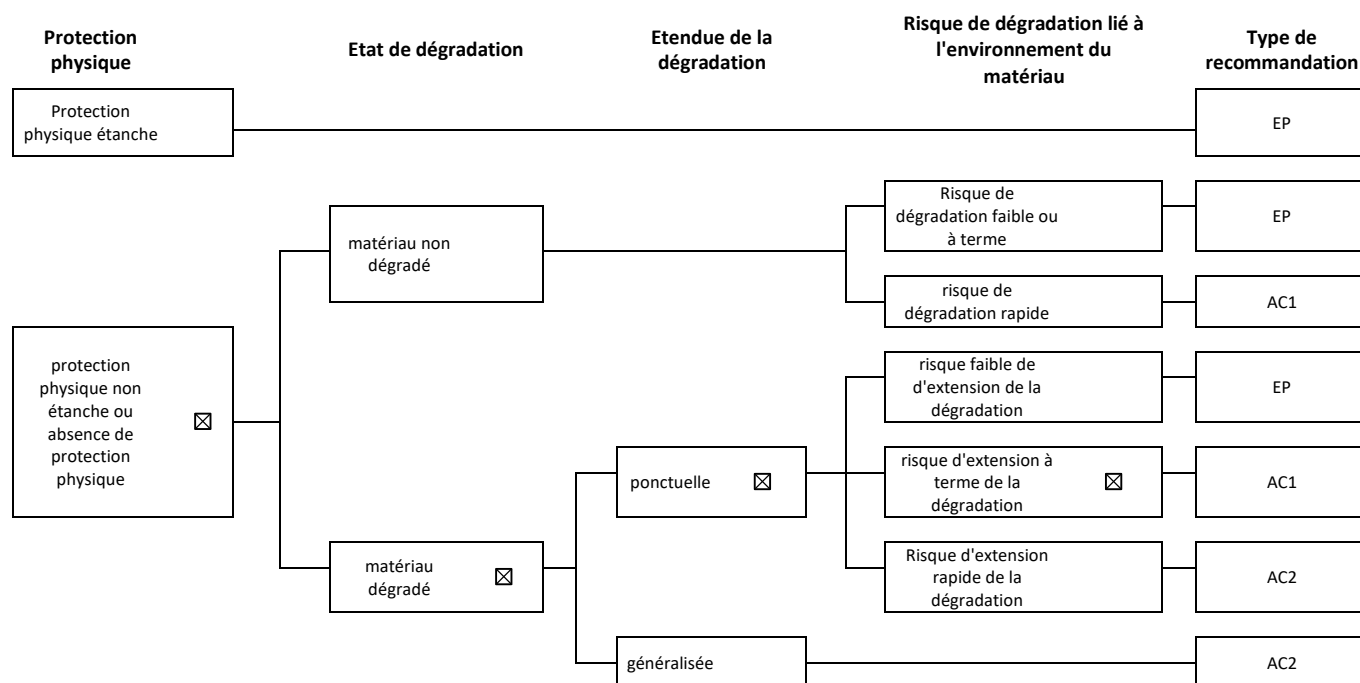 Protection
physique
Etat de dégradation
Etendue de la
dégradation
Risque de dégradation lié à
l'environnement du
matériau
Type de
recommandation
Protection
physique étanche
EP
matériau non
dégradé
Risque de
dégradation faible ou
à terme
EP
risque de
dégradation rapide
AC1
protection
physique non
étanche ou
absence de
protection
physique
risque faible de
d'extension de la
dégradation
EP
ponctuelle
risque d'extension à
terme de la
dégradation
AC1
matériau
dégradé
Risque d'extension
rapide de la
dégradation
AC2
généralisée
AC2